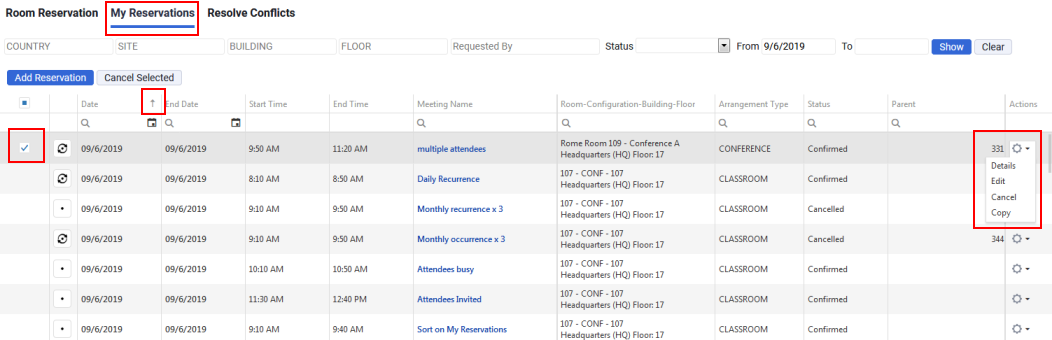 Room Reservation My Reservations Resolve Conflicts
COUNTRY SITE BUILDING FLOOR Requested By Status From 9/6/2019 To Show Clear
Add Reservation Cancel Selected
Date ↑ End Date Start Time End Time Meeting Name Room-Configuration-Building-Floor Arrangement Type Status Parent Actions
09/6/2019 09/6/2019 9:50 AM 11:20 AM multiple attendees Rome Room 109 - Conference A CONFERENCE Confirmed 331
Headquarters (HQ) Floor: 17
Details
09/6/2019 09/6/2019 8:10 AM 8:50 AM Daily Recurrence 107 - CONF - 107 CLASSROOM Confirmed
Headquarters (HQ) Floor: 17
Edit
Cancel
09/6/2019 09/6/2019 9:10 AM 9:50 AM Monthly recurrence x 3 107 - CONF - 107 CLASSROOM Cancelled
Headquarters (HQ) Floor: 17
Copy
09/6/2019 09/6/2019 9:10 AM 9:50 AM Monthly occurrence x 3 107 - CONF - 107 CLASSROOM Cancelled 344
Headquarters (HQ) Floor: 17
09/6/2019 09/6/2019 10:10 AM 10:50 AM Attendees busy 107 - CONF - 107 CLASSROOM Confirmed
Headquarters (HQ) Floor: 17
09/6/2019 09/6/2019 11:30 AM 12:40 PM Attendees Invited 107 - CONF - 107 CLASSROOM Confirmed
Headquarters (HQ) Floor: 17
09/6/2019 09/6/2019 9:10 AM 9:40 AM Sort on My Reservations 107 - CONF - 107 CLASSROOM Confirmed
Headquarters (HQ) Floor: 17